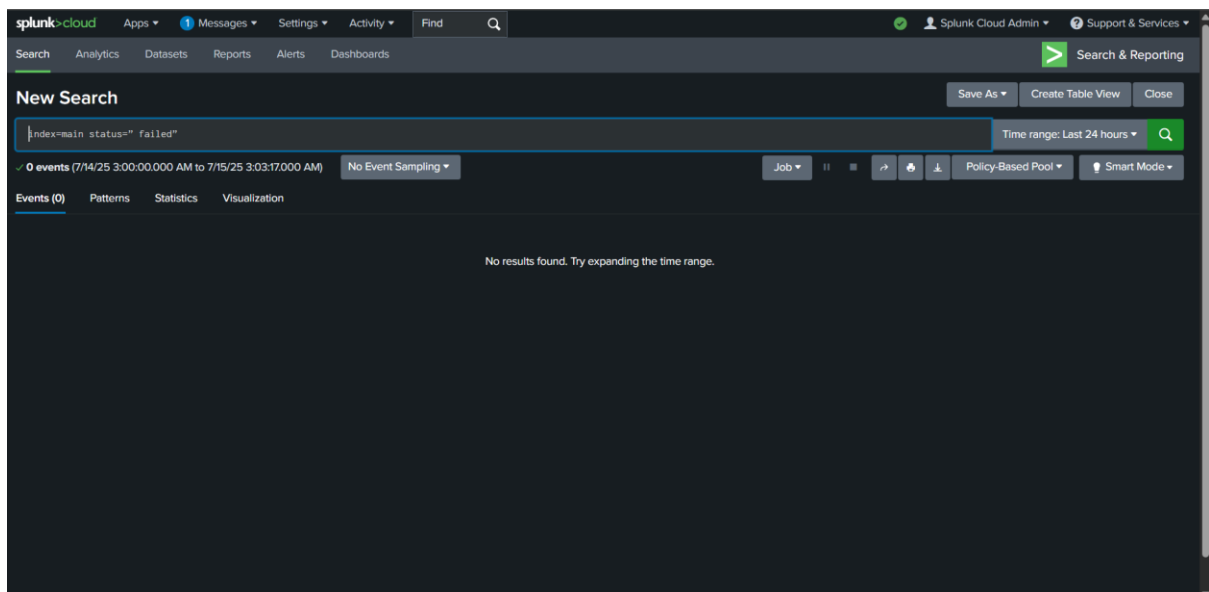 splunk>cloud Apps ▾ 1 Messages ▾ Settings ▾ Activity ▾ Find Splunk Cloud Admin ▾ ? Support & Services ▾
Search Analytics Datasets Reports Alerts Dashboards > Search & Reporting
New Search Save As ▾ Create Table View Close
index=main status=” failed” Time range: Last 24 hours ▾
✓ 0 events (7/14/25 3:00:00.000 AM to 7/15/25 3:03:17.000 AM) No Event Sampling ▾ Job ▾ Policy-Based Pool ▾ Smart Mode ▾
Events (0) Patterns Statistics Visualization
No results found. Try expanding the time range.